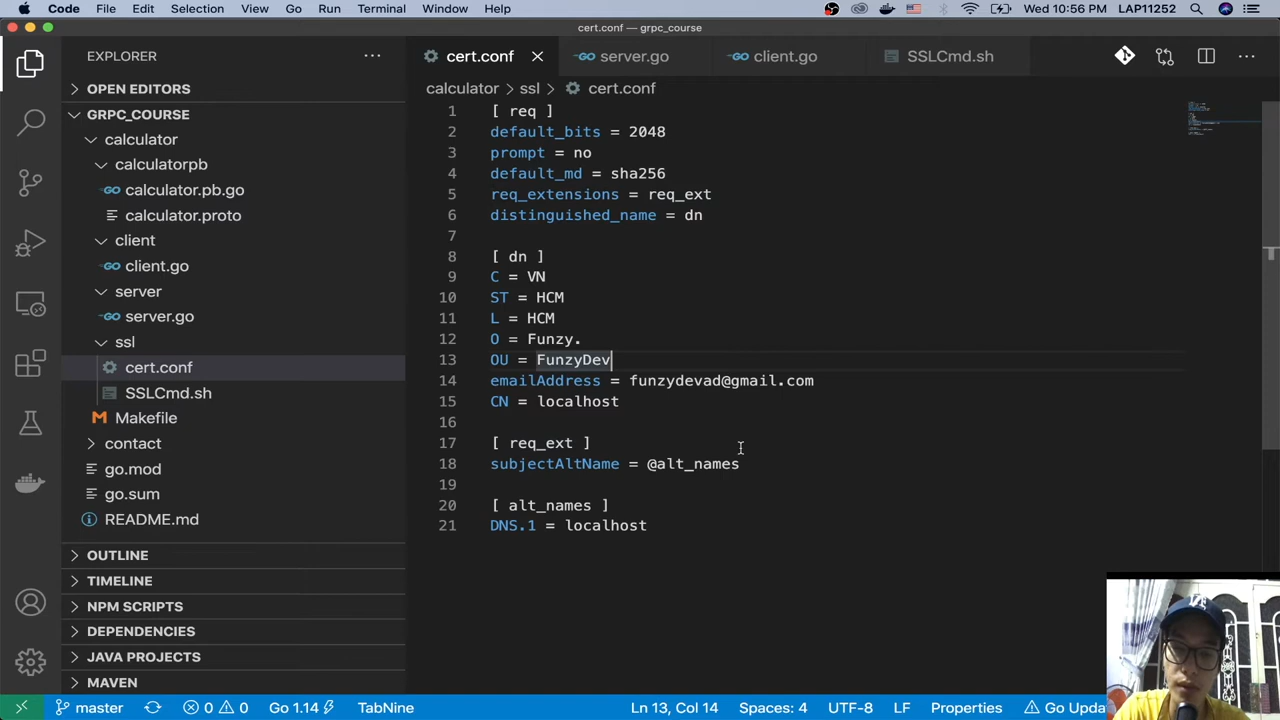 Code File Edit Selection View Go Run Terminal Window Help Wed 10:56 PM LAP11252
cert.conf — grpc_course
EXPLORER
cert.conf server.go client.go SSLCmd.sh
OPEN EDITORS
calculator > ssl > cert.conf
GRPC_COURSE
calculator
calculatorpb
calculator.pb.go
calculator.proto
client
client.go
server
server.go
ssl
cert.conf
SSLCmd.sh
Makefile
contact
go.mod
go.sum
README.md
OUTLINE
TIMELINE
NPM SCRIPTS
DEPENDENCIES
JAVA PROJECTS
MAVEN
1 [ req ]
2 default_bits = 2048
3 prompt = no
4 default_md = sha256
5 req_extensions = req_ext
6 distinguished_name = dn
7
8 [ dn ]
9 C = VN
10 ST = HCM
11 L = HCM
12 O = Funzy.
13 OU = FunzyDev
14 emailAddress = funzydevad@gmail.com
15 CN = localhost
16
17 [ req_ext ]
18 subjectAltName = @alt_names
19
20 [ alt_names ]
21 DNS.1 = localhost
master 0 0 Go 1.14 TabNine Ln 13, Col 14 Spaces: 4 UTF-8 LF Properties Go Upda